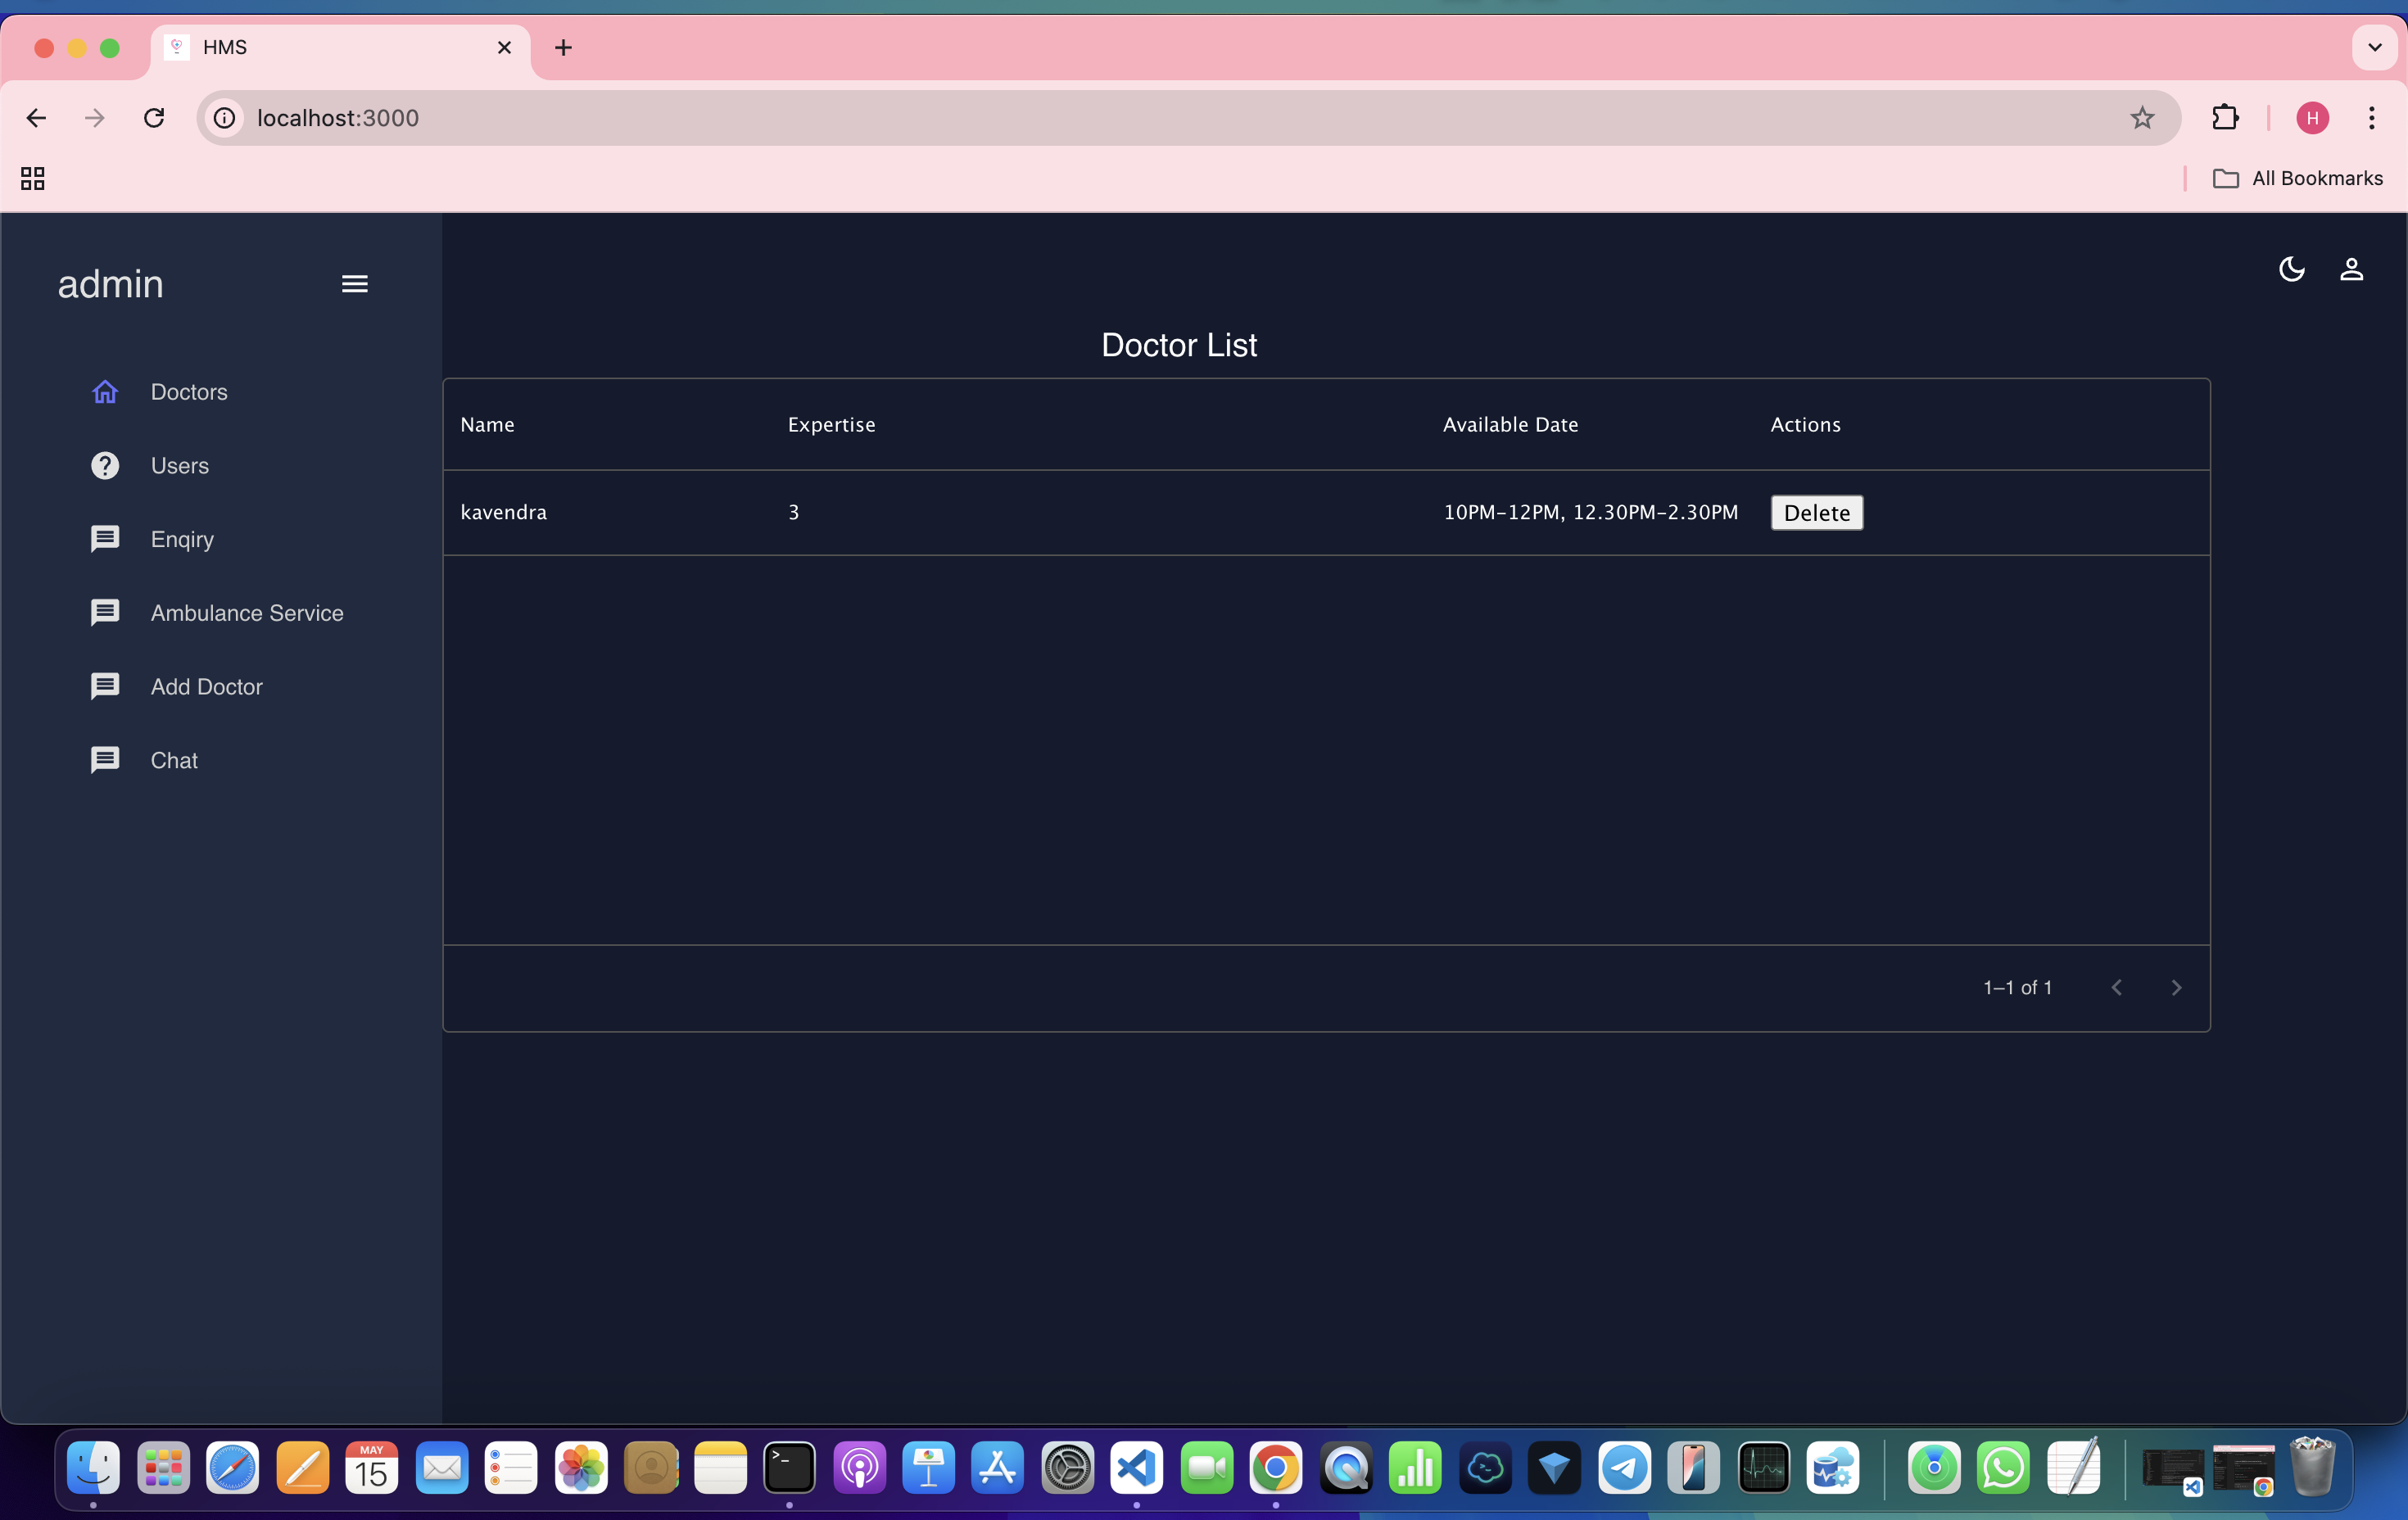 HMS
localhost:3000
H
All Bookmarks
admin
Doctors
Users
Enqiry
Ambulance Service
Add Doctor
Chat
Doctor List
Name Expertise Available Date Actions
kavendra 3 10PM-12PM, 12.30PM-2.30PM Delete
1–1 of 1
MAY
15